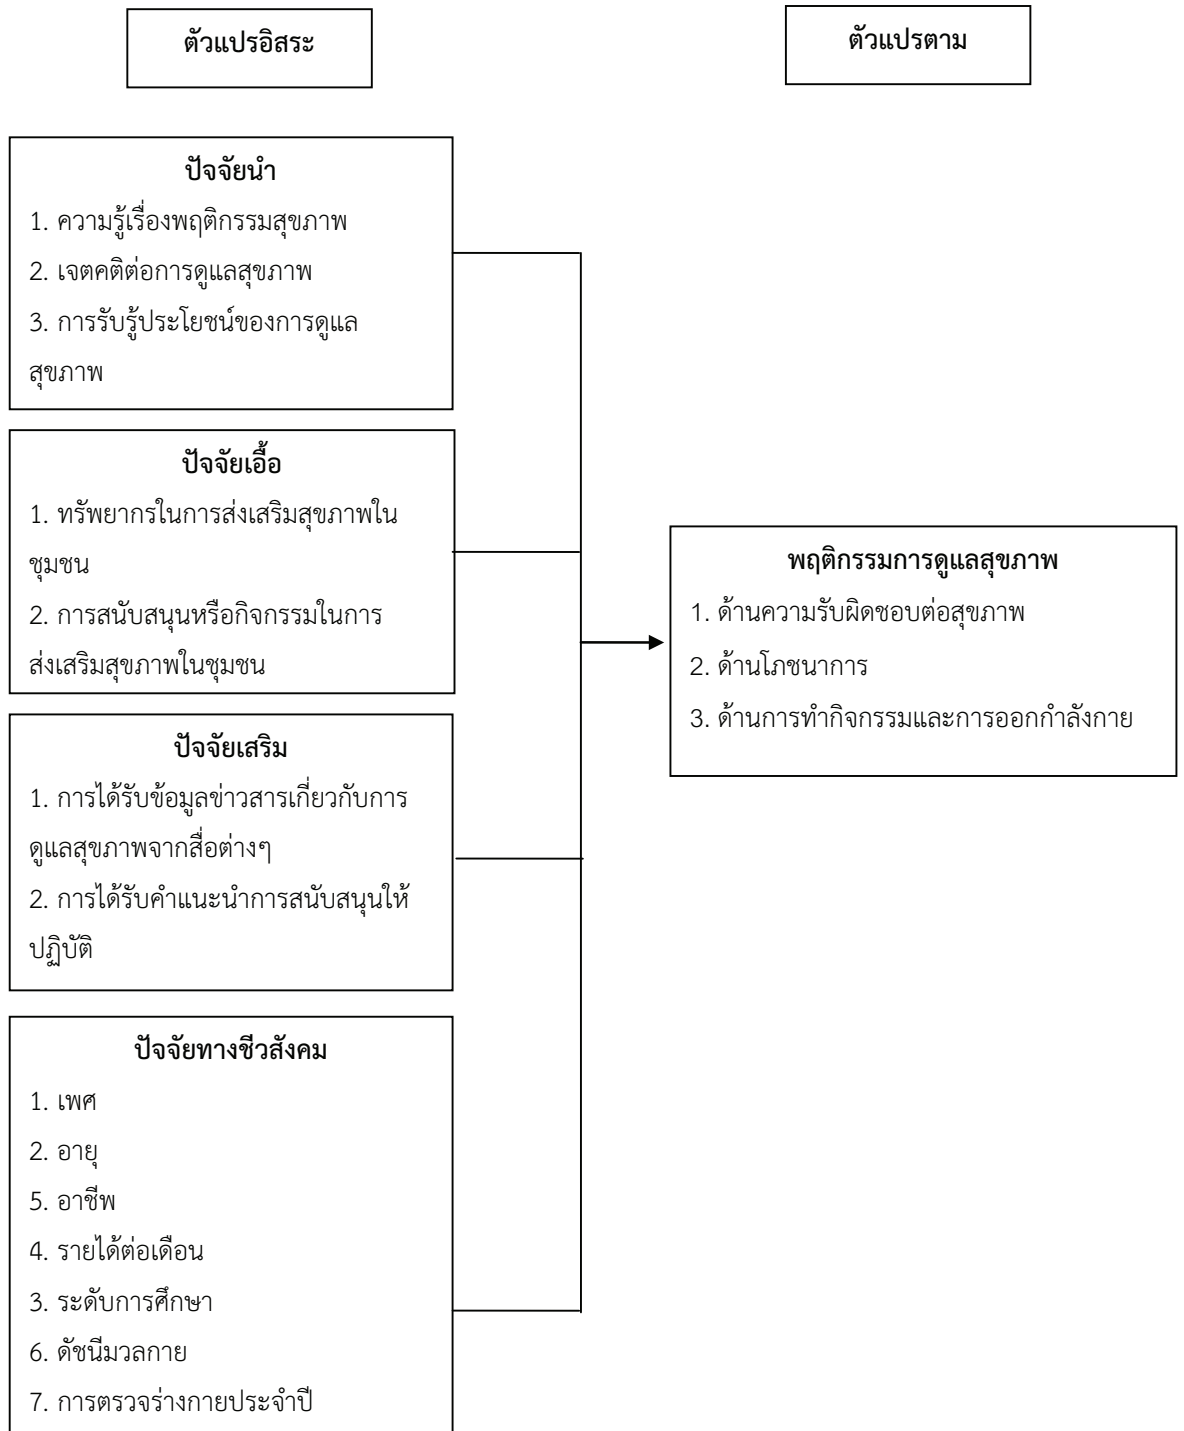 ตัวแปรอิสระ
ตัวแปรตาม
ปัจจัยนำ
1. ความรู้เรื่องพฤติกรรมสุขภาพ
2. เจตคติต่อการดูแลสุขภาพ
3. การรับรู้ประโยชน์ของการดูแล
สุขภาพ
ปัจจัยเอื้อ
1. ทรัพยากรในการส่งเสริมสุขภาพใน
ชุมชน
2. การสนับสนุนหรือกิจกรรมในการ
ส่งเสริมสุขภาพในชุมชน
ปัจจัยเสริม
1. การได้รับข้อมูลข่าวสารเกี่ยวกับการ
ดูแลสุขภาพจากสื่อต่างๆ
2. การได้รับคำแนะนำการสนับสนุนให้
ปฏิบัติ
ปัจจัยทางชีวสังคม
1. เพศ
2. อายุ
5. อาชีพ
4. รายได้ต่อเดือน
3. ระดับการศึกษา
6. ดัชนีมวลกาย
7. การตรวจร่างกายประจำปี
พฤติกรรมการดูแลสุขภาพ
1. ด้านความรับผิดชอบต่อสุขภาพ
2. ด้านโภชนาการ
3. ด้านการทำกิจกรรมและการออกกำลังกาย